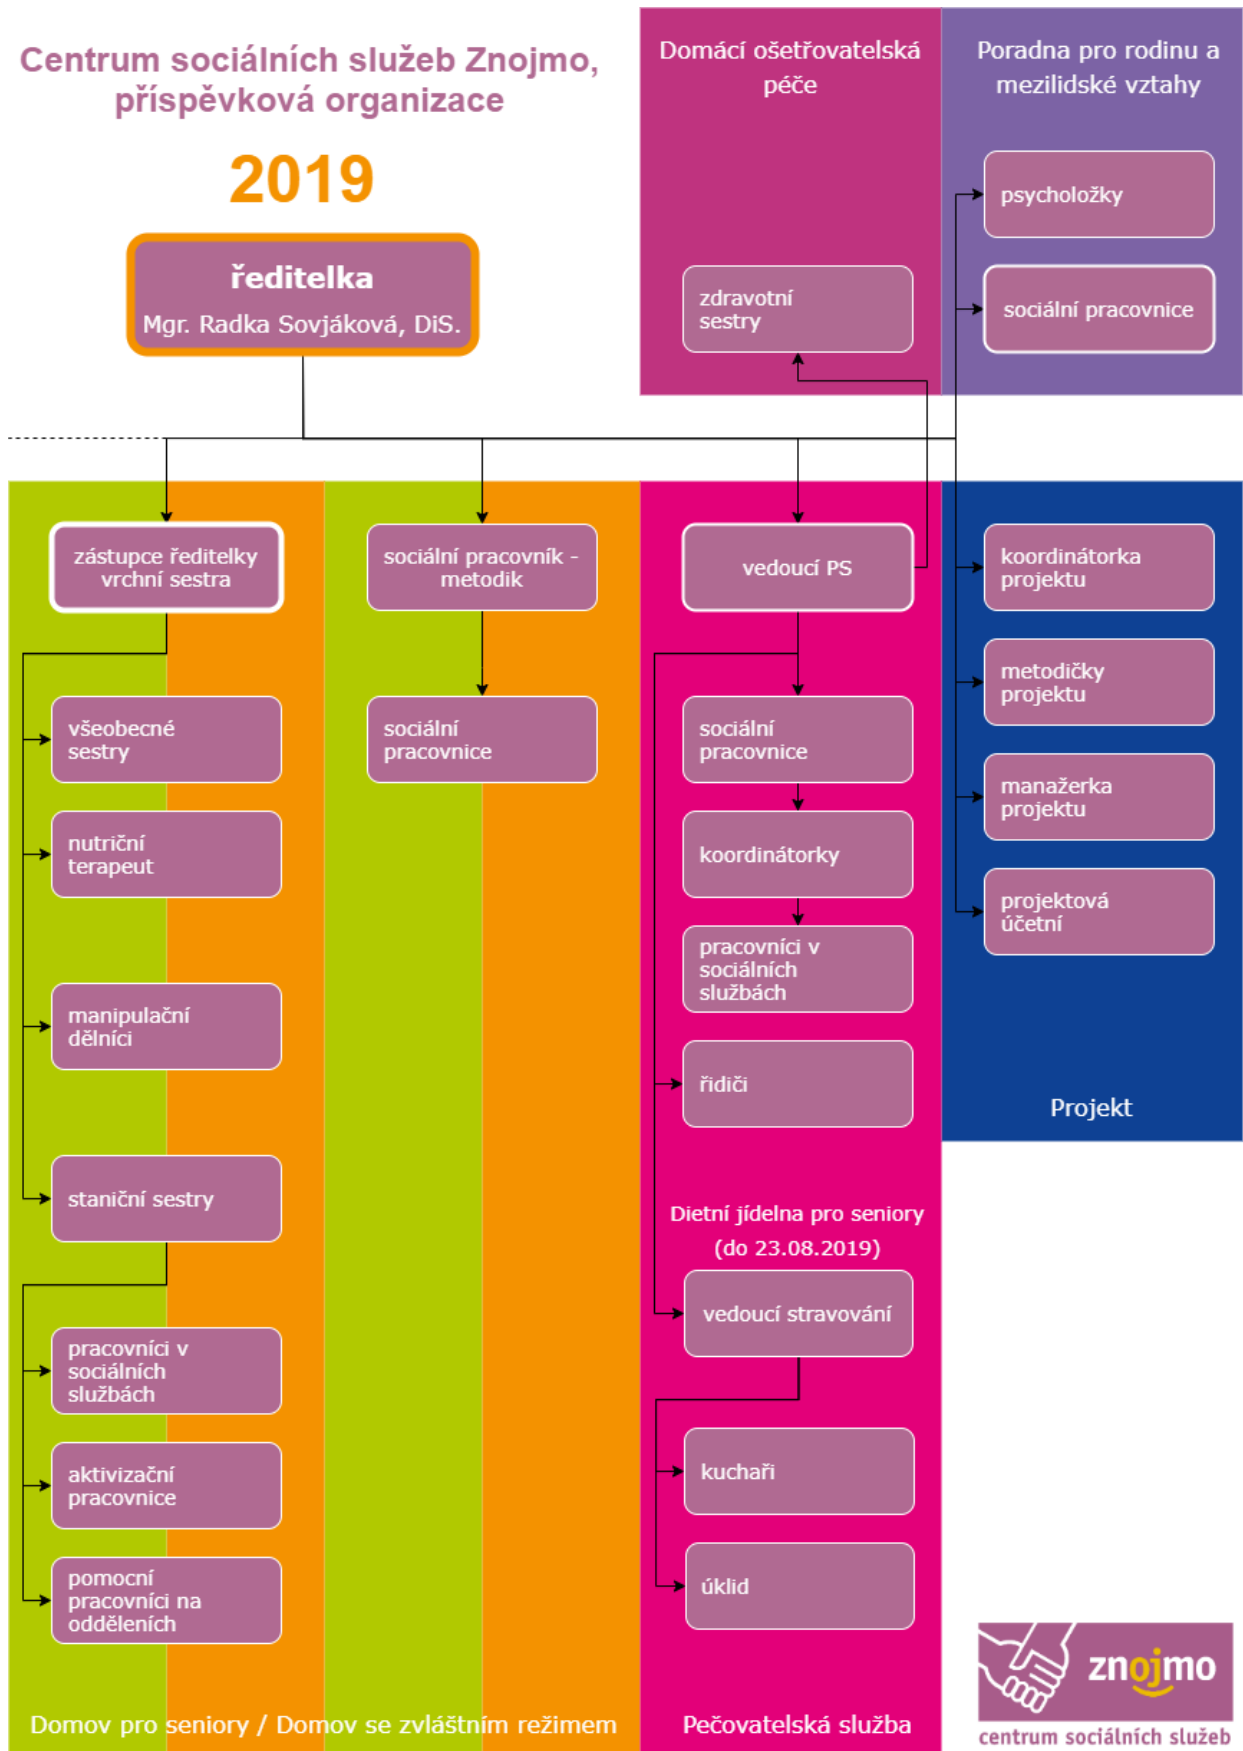 Centrum sociálních služeb Znojmo,
příspěvková organizace
2019
ředitelka
Mgr. Radka Sovjáková, DiS.
Domácí ošetřovatelská
péče
zdravotní
sestry
Poradna pro rodinu a
mezilidské vztahy
psycholožky
sociální pracovnice
zástupce ředitelky
vrchní sestra
všeobecné
sestry
nutriční
terapeut
manipulační
dělníci
staniční sestry
pracovníci v
sociálních
službách
aktivizační
pracovnice
pomocní
pracovníci na
odděleních
sociální pracovník -
metodik
sociální
pracovnice
Domov pro seniory / Domov se zvláštním režimem
vedoucí PS
sociální
pracovnice
koordinátorky
pracovníci v
sociálních
službách
řidiči
Dietní jídelna pro seniory
(do 23.08.2019)
vedoucí stravování
kuchaři
úklid
Pečovatelská služba
koordinátorka
projektu
metodičky
projektu
manažerka
projektu
projektová
účetní
Projekt
znojmo
centrum sociálních služeb